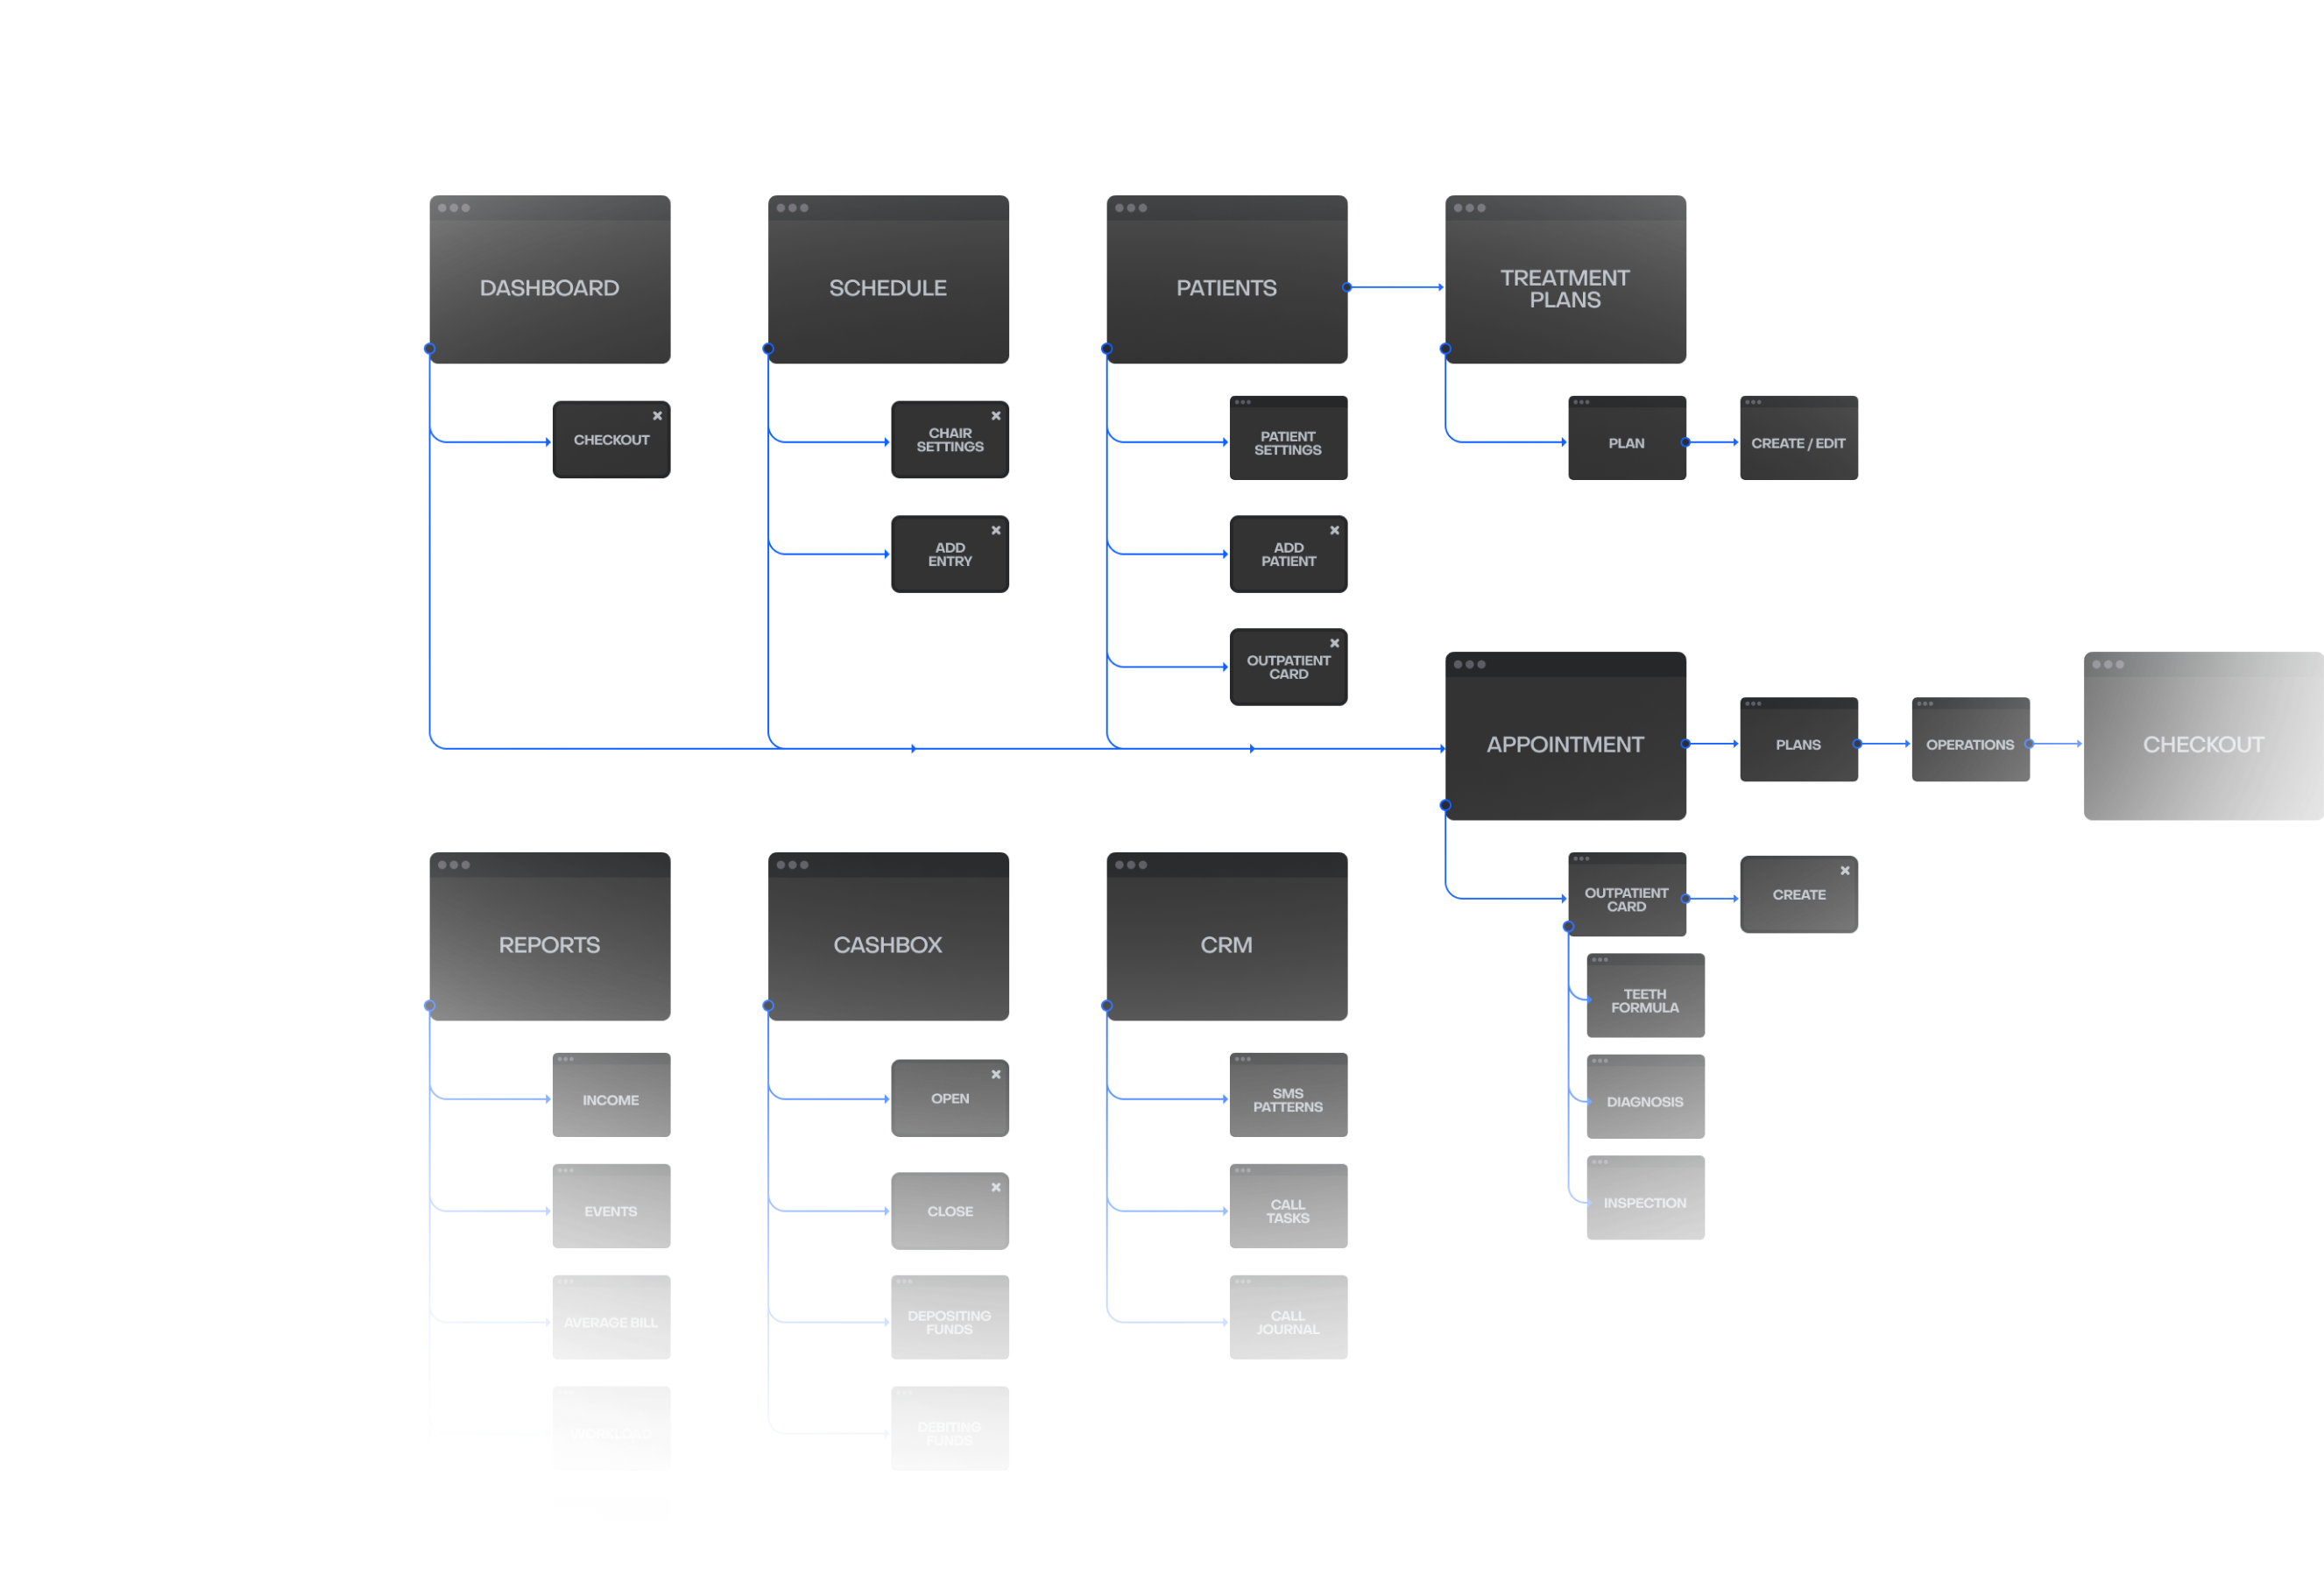 DASHBOARD
SCHEDULE
PATIENTS
TREATMENT
PLANS
CHECKOUT
CHAIR
SETTINGS
PATIENT
SETTINGS
PLAN
CREATE / EDIT
ADD
ENTRY
ADD
PATIENT
OUTPATIENT
CARD
APPOINTMENT
PLANS
OPERATIONS
CHECKOUT
REPORTS
CASHBOX
CRM
OUTPATIENT
CARD
CREATE
TEETH
FORMULA
INCOME
OPEN
SMS
PATTERNS
DIAGNOSIS
EVENTS
CLOSE
CALL
TASKS
INSPECTION
AVERAGE BILL
DEPOSITING
FUNDS
CALL
JOURNAL
WORKLOAD
DEBITING
FUNDS